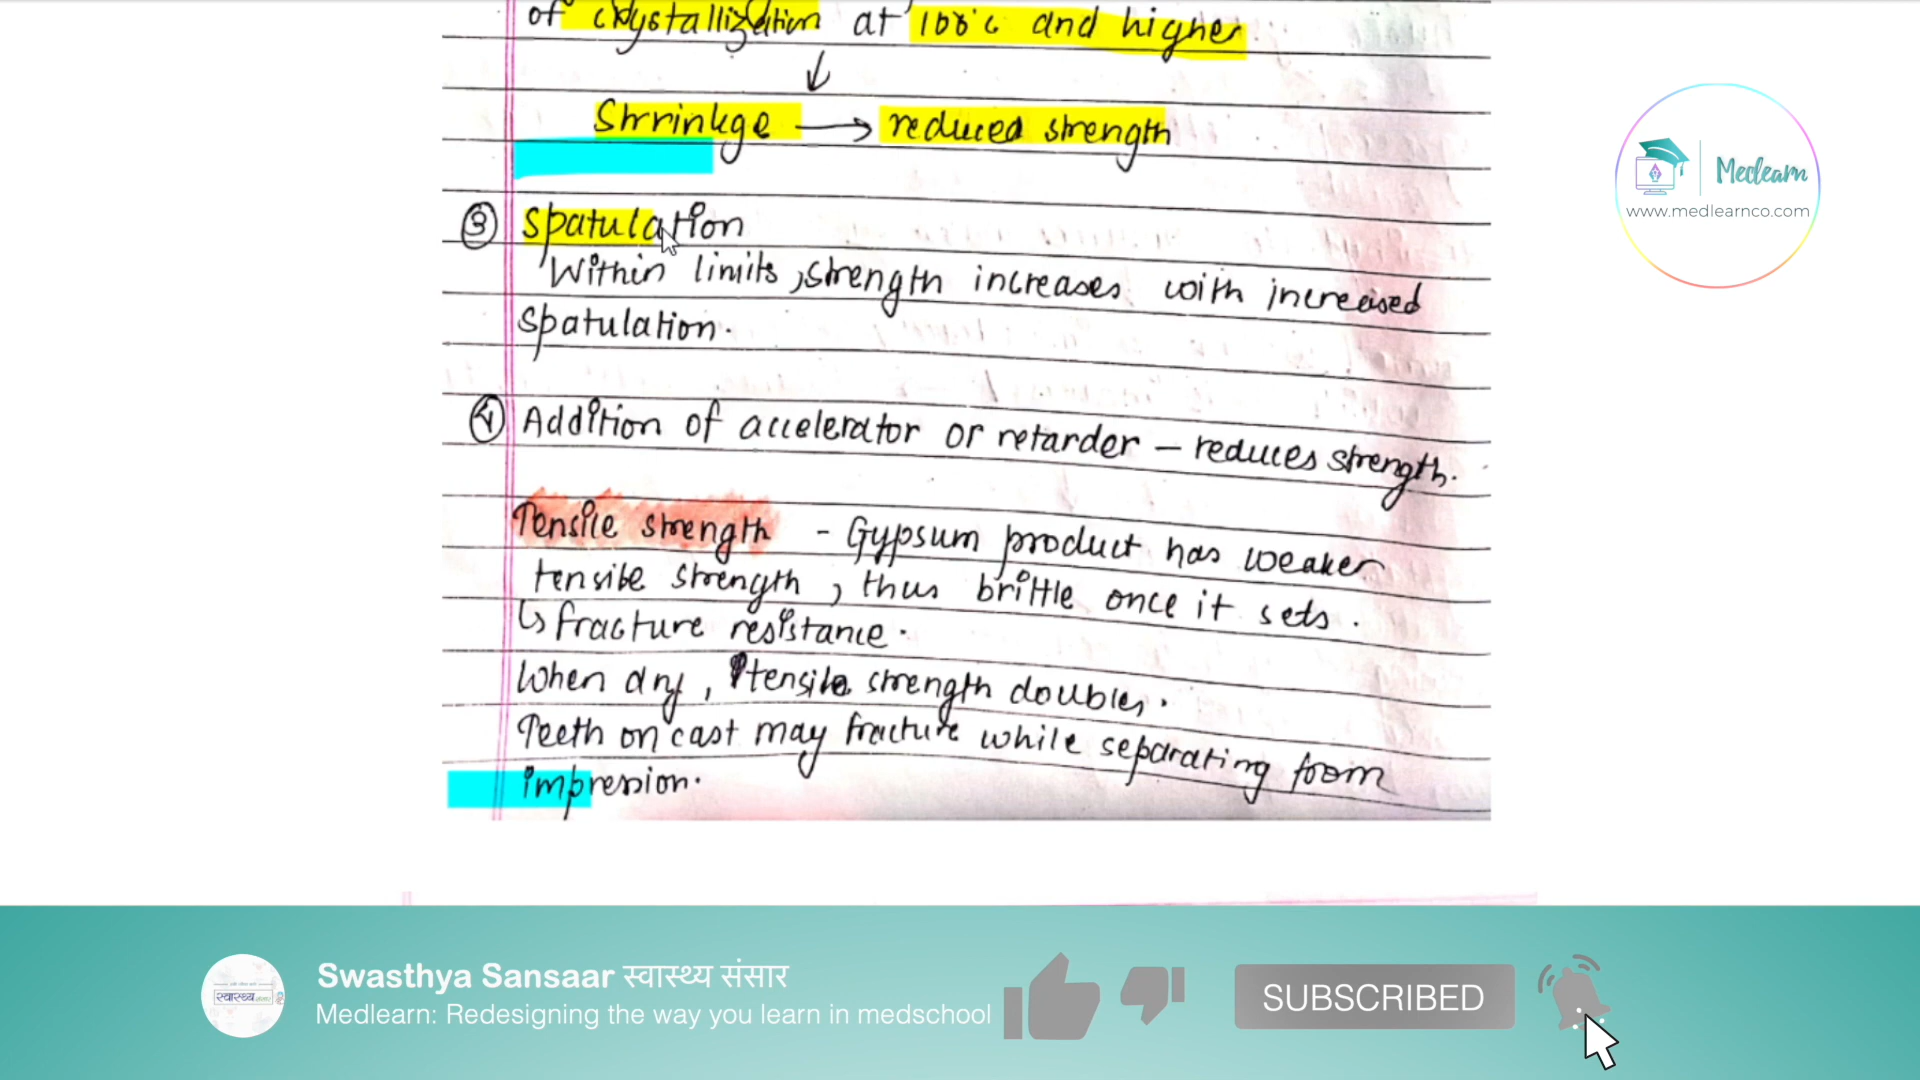 of crystallization at 100°c and higher.
↓
Shrrinkge → reduced strength
③ Spatulation
Within limits, strength increases with increased
spatulation.
④ Addition of accelerator or retarder – reduces strength.
Tensile strength - Gypsum product has weaker
tensile strength, thus brittle once it sets.
↳ fracture resistance.
When dry, tensile strength doubles.
Teeth on cast may fracture while separating from
impression.
Medlearn
www.medlearnco.com
Swasthya Sansaar स्वास्थ्य संसार
Medlearn: Redesigning the way you learn in medschool
SUBSCRIBED
स्वास्थ्य